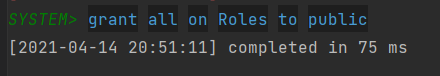 SYSTEM> grant all on Roles to public
[2021-04-14 20:51:11] completed in 75 ms